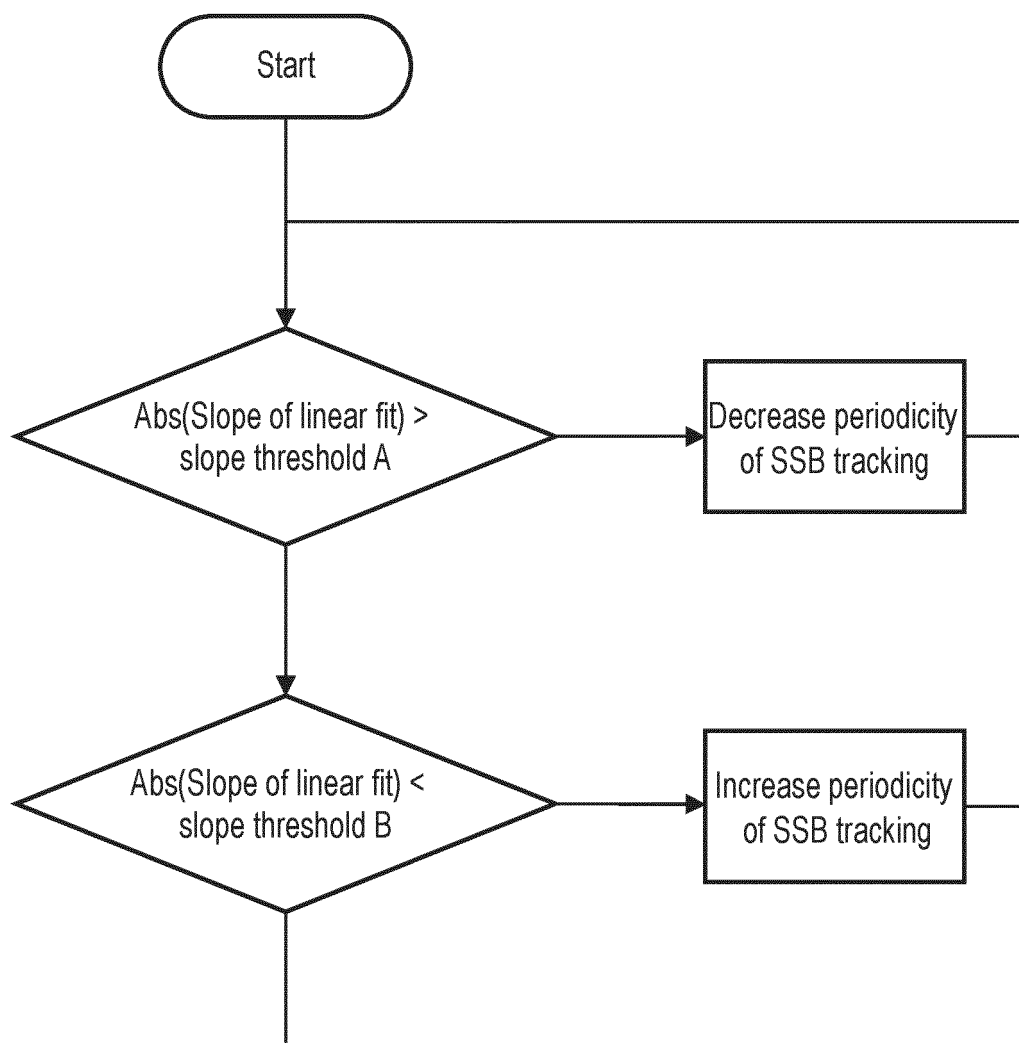 Start
Abs(Slope of linear fit) >
slope threshold A
Decrease periodicity
of SSB tracking
Abs(Slope of linear fit) <
slope threshold B
Increase periodicity
of SSB tracking